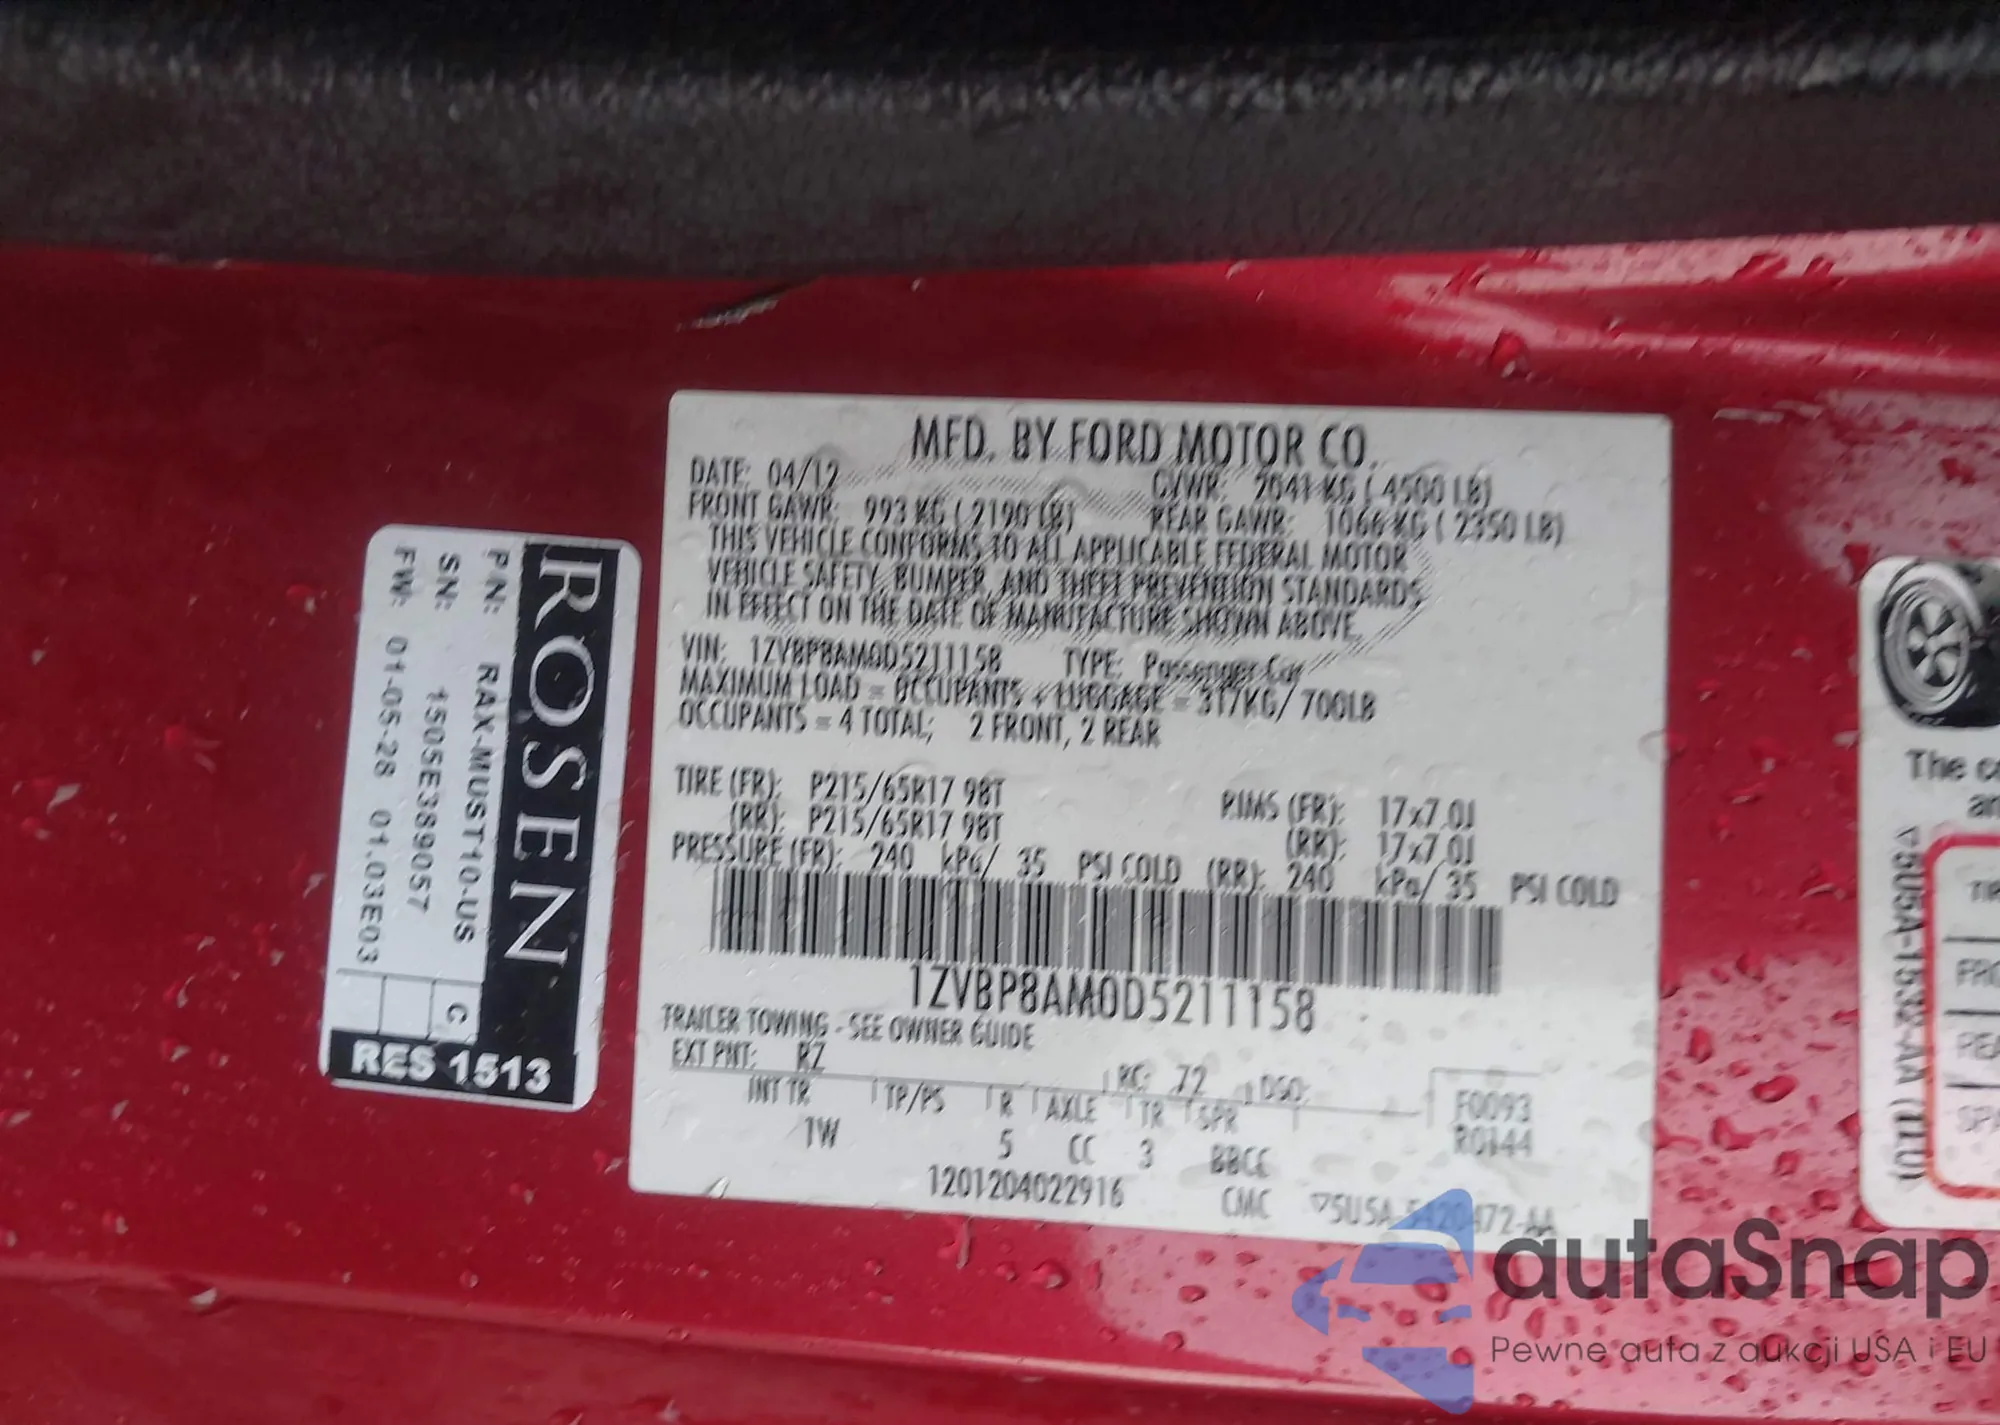 MFD. BY FORD MOTOR CO.
DATE: 04/12 GVWR: 2041 KG ( 4500 LB)
FRONT GAWR: 993 KG ( 2190 LB) REAR GAWR: 1066 KG ( 2350 LB)
THIS VEHICLE CONFORMS TO ALL APPLICABLE FEDERAL MOTOR
VEHICLE SAFETY, BUMPER, AND THEFT PREVENTION STANDARDS
IN EFFECT ON THE DATE OF MANUFACTURE SHOWN ABOVE.
VIN: 1ZVBP8AM0D5211158 TYPE: Passenger Car
MAXIMUM LOAD = OCCUPANTS + LUGGAGE = 317KG/ 700LB
OCCUPANTS = 4 TOTAL; 2 FRONT, 2 REAR
TIRE (FR): P215/65R17 98T RIMS (FR): 17x7.0J
(RR): P215/65R17 98T (RR): 17x7.0J
PRESSURE (FR): 240 kPa/ 35 PSI COLD (RR): 240 kPa/ 35 PSI COLD
1ZVBP8AM0D5211158
TRAILER TOWING - SEE OWNER GUIDE
EXT PNT: RZ RC: 72 DSO:
INT TR TP/PS R AXLE TR SPR F0093
1W 5 CC 3 BBCC R0144
1201204022916 CMC ▽5U5A-5420472-AA
ROSEN
P/N: RAX-MUST10-US
SN: 1505E389057
FW: 01-05-28 01.03E03
C
RES 1513
The
▽5U5A-1532-AA
autaSnap
Pewne auta z aukcji USA i EU